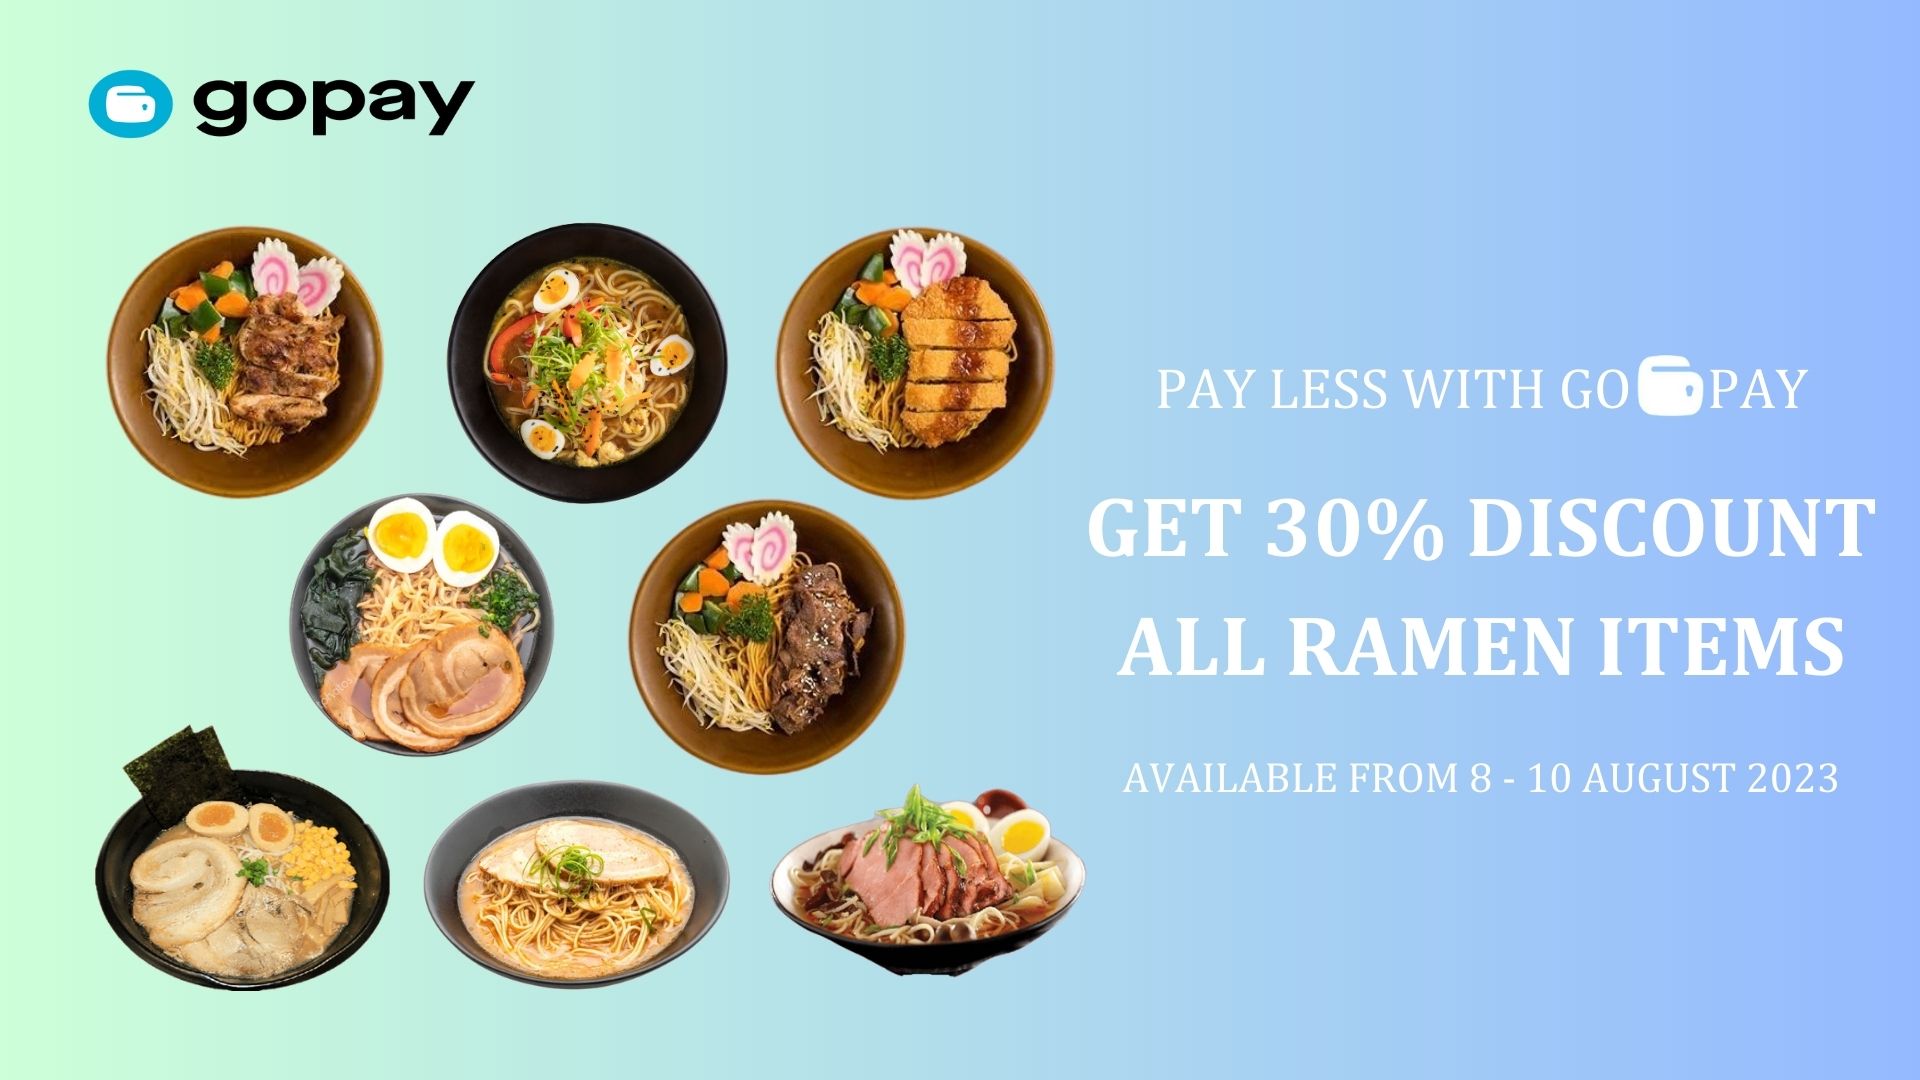 gopay
PAY LESS WITH GO PAY
GET 30% DISCOUNT
ALL RAMEN ITEMS
AVAILABLE FROM 8 - 10 AUGUST 2023